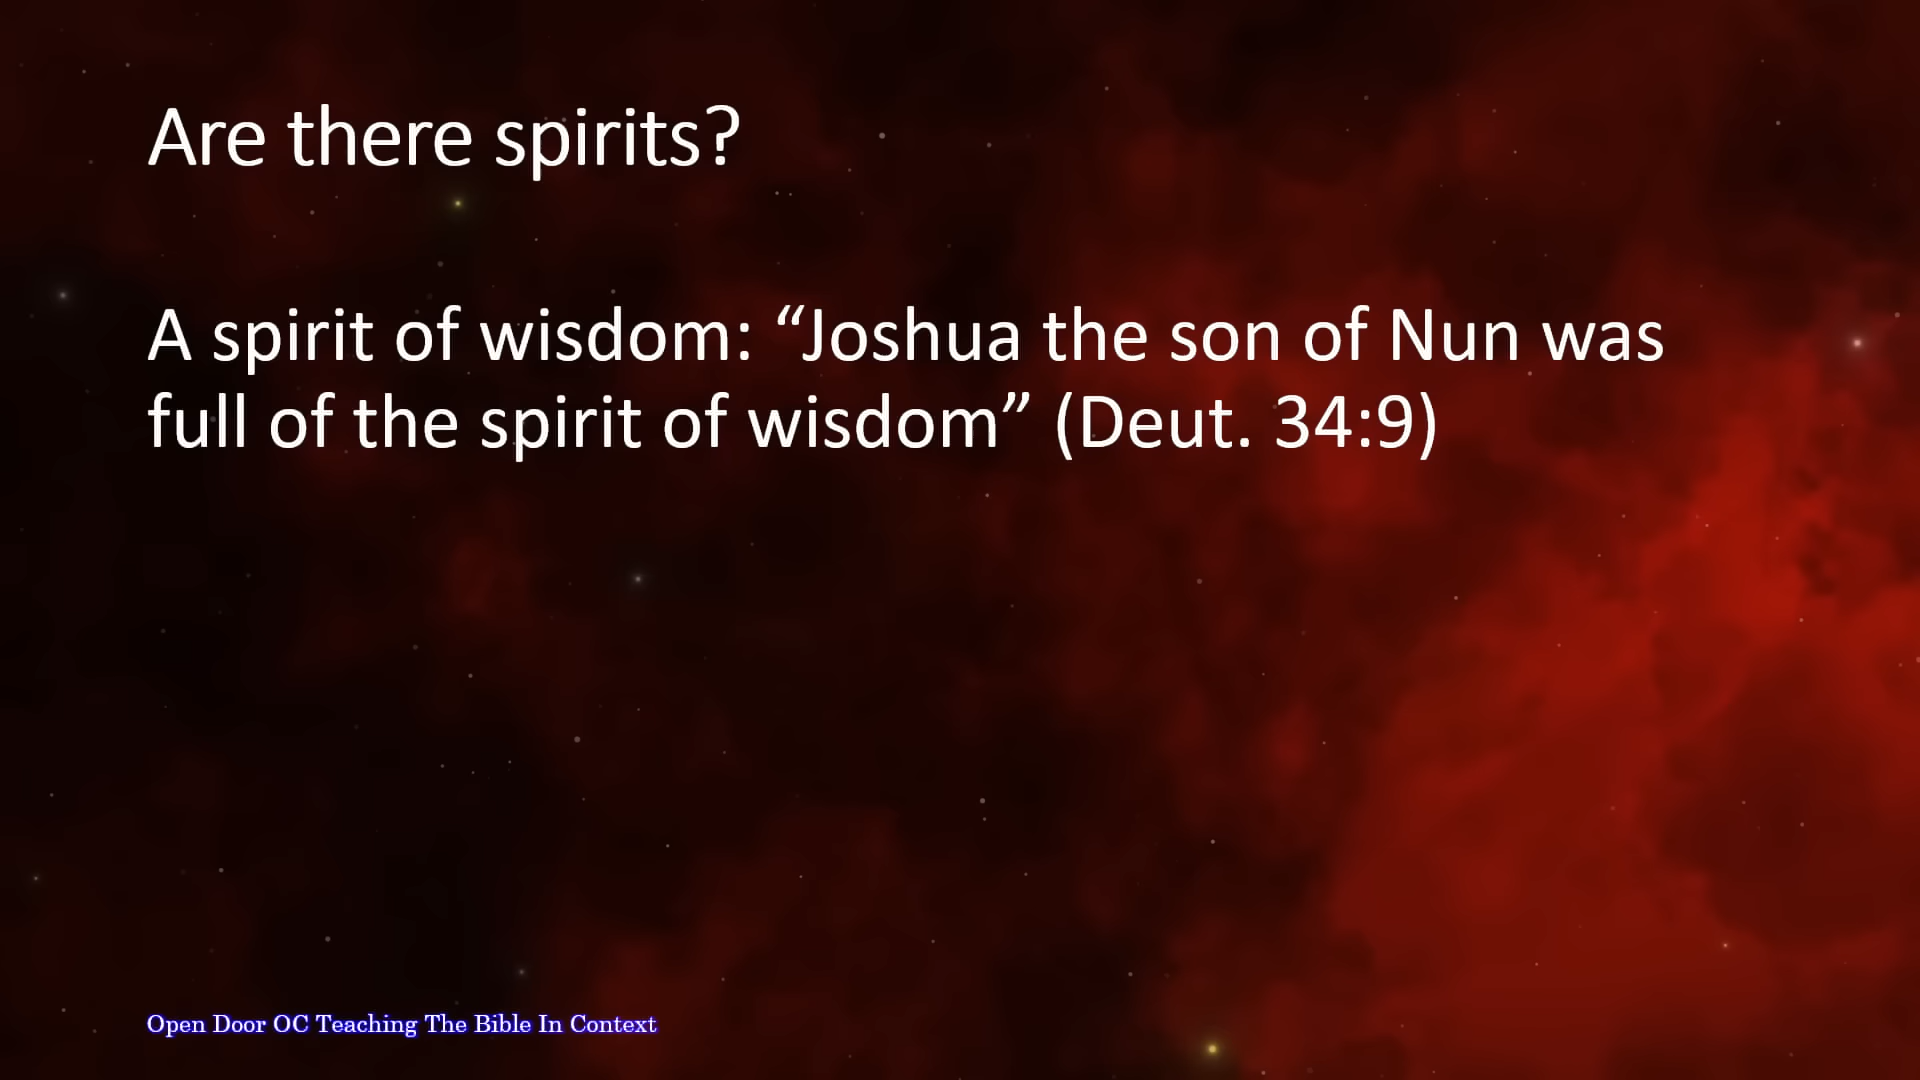 Are there spirits?
A spirit of wisdom: “Joshua the son of Nun was
full of the spirit of wisdom” (Deut. 34:9)
Open Door OC Teaching The Bible In Context